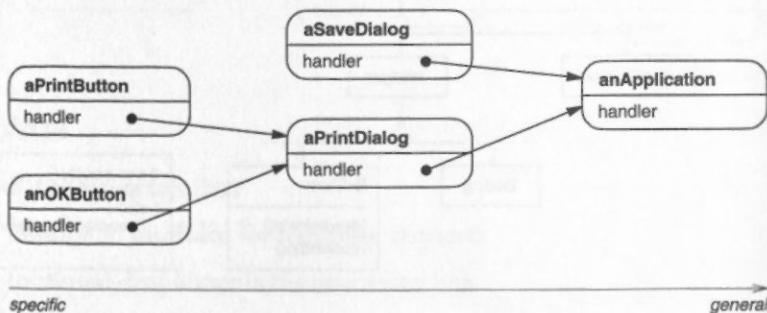 aSaveDialog
handler
anApplication
handler
aPrintButton
handler
aPrintDialog
handler
anOKButton
handler
specific
general